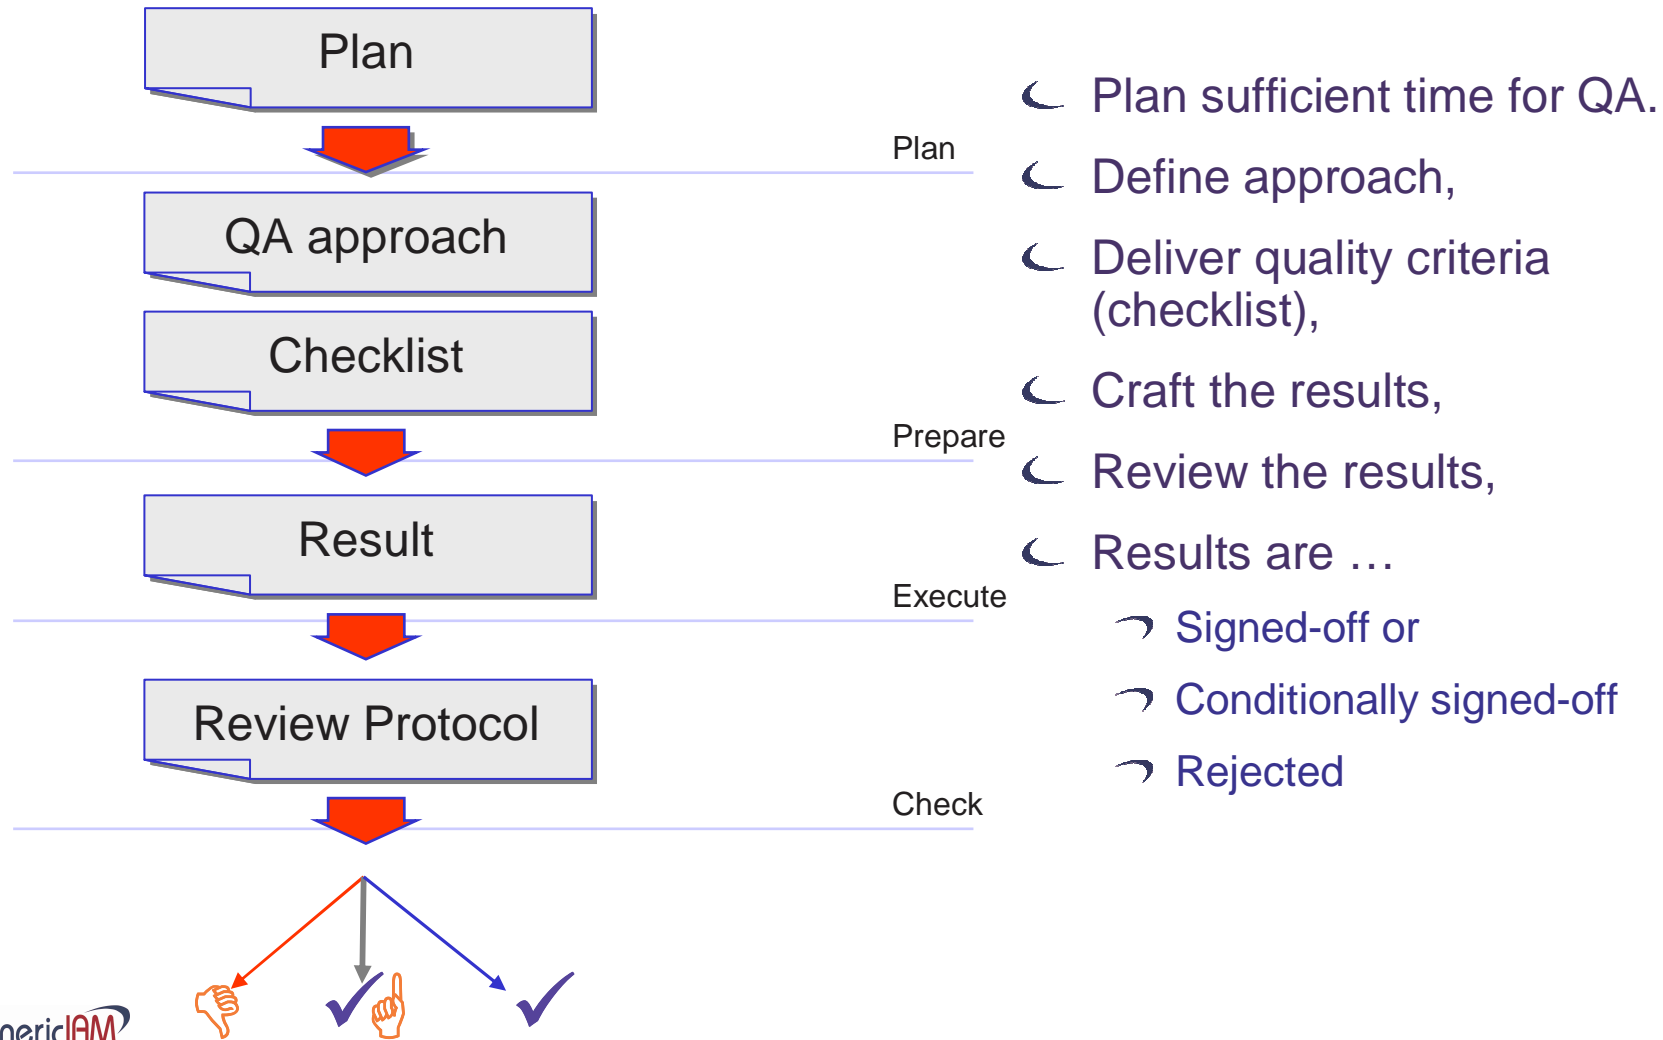 Plan
Plan
QA approach
Checklist
Prepare
Result
Execute
Review Protocol
Check
Plan sufficient time for QA.
Define approach,
Deliver quality criteria
(checklist),
Craft the results,
Review the results,
Results are …
Signed-off or
Conditionally signed-off
Rejected
nericIAM